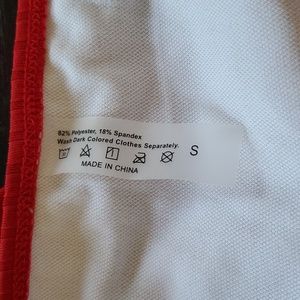 82% Polyester, 18% Spandex
Wash Dark Colored Clothes Separately.
S
MADE IN CHINA